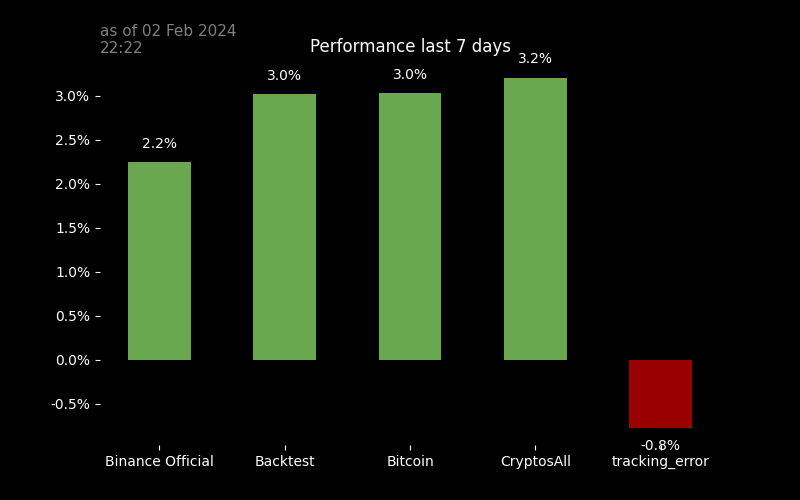 as of 02 Feb 2024
22:22
Performance last 7 days
3.2%
3.0%
3.0%
2.2%
-0.8%
3.0%
2.5%
2.0%
1.5%
1.0%
0.5%
0.0%
-0.5%
Binance Official
Backtest
Bitcoin
CryptosAll
tracking_error